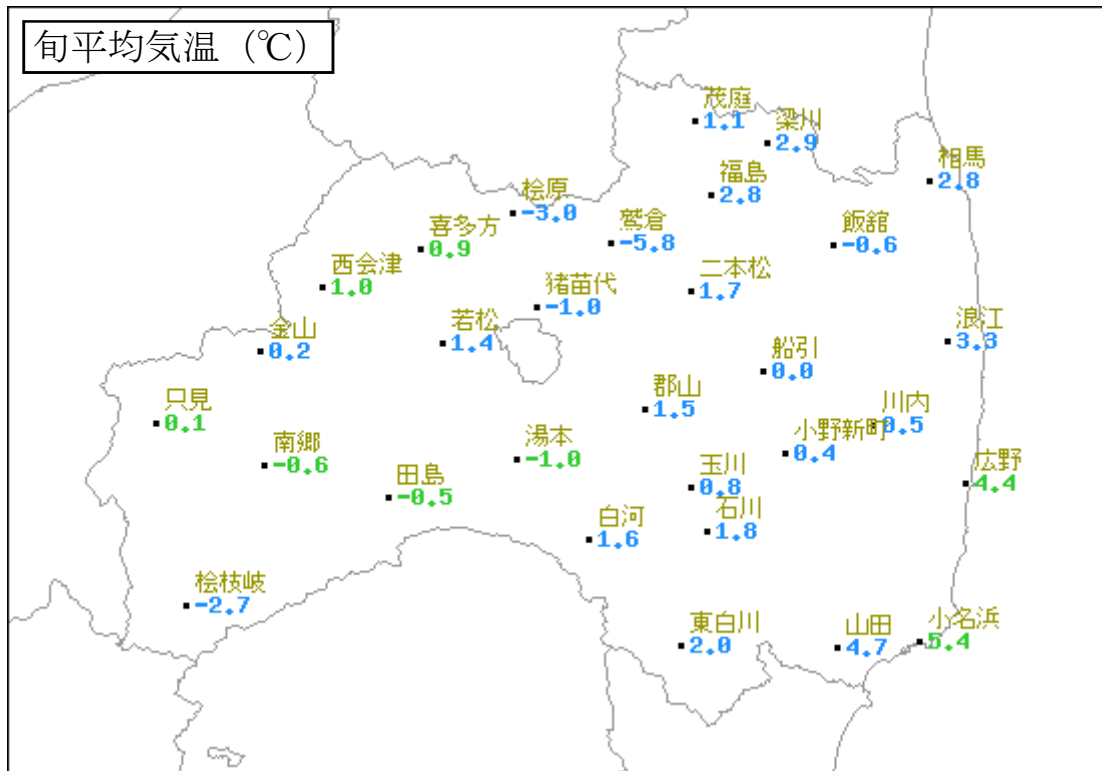 旬平均気温（℃）
茂庭
1.1
梁川
2.9
相馬
2.8
福島
2.8
桧原
-3.0
鷲倉
-5.8
喜多方
0.9
飯舘
-0.6
西会津
1.0
二本松
1.7
猪苗代
-1.0
金山
0.2
若松
1.4
浪江
3.3
船引
0.0
郡山
1.5
只見
0.1
川内
0.5
小野新町
0.4
南郷
-0.6
湯本
-1.0
玉川
0.8
広野
4.4
田島
-0.5
石川
1.8
白河
1.6
桧枝岐
-2.7
東白川
2.0
山田
4.7
小名浜
5.4